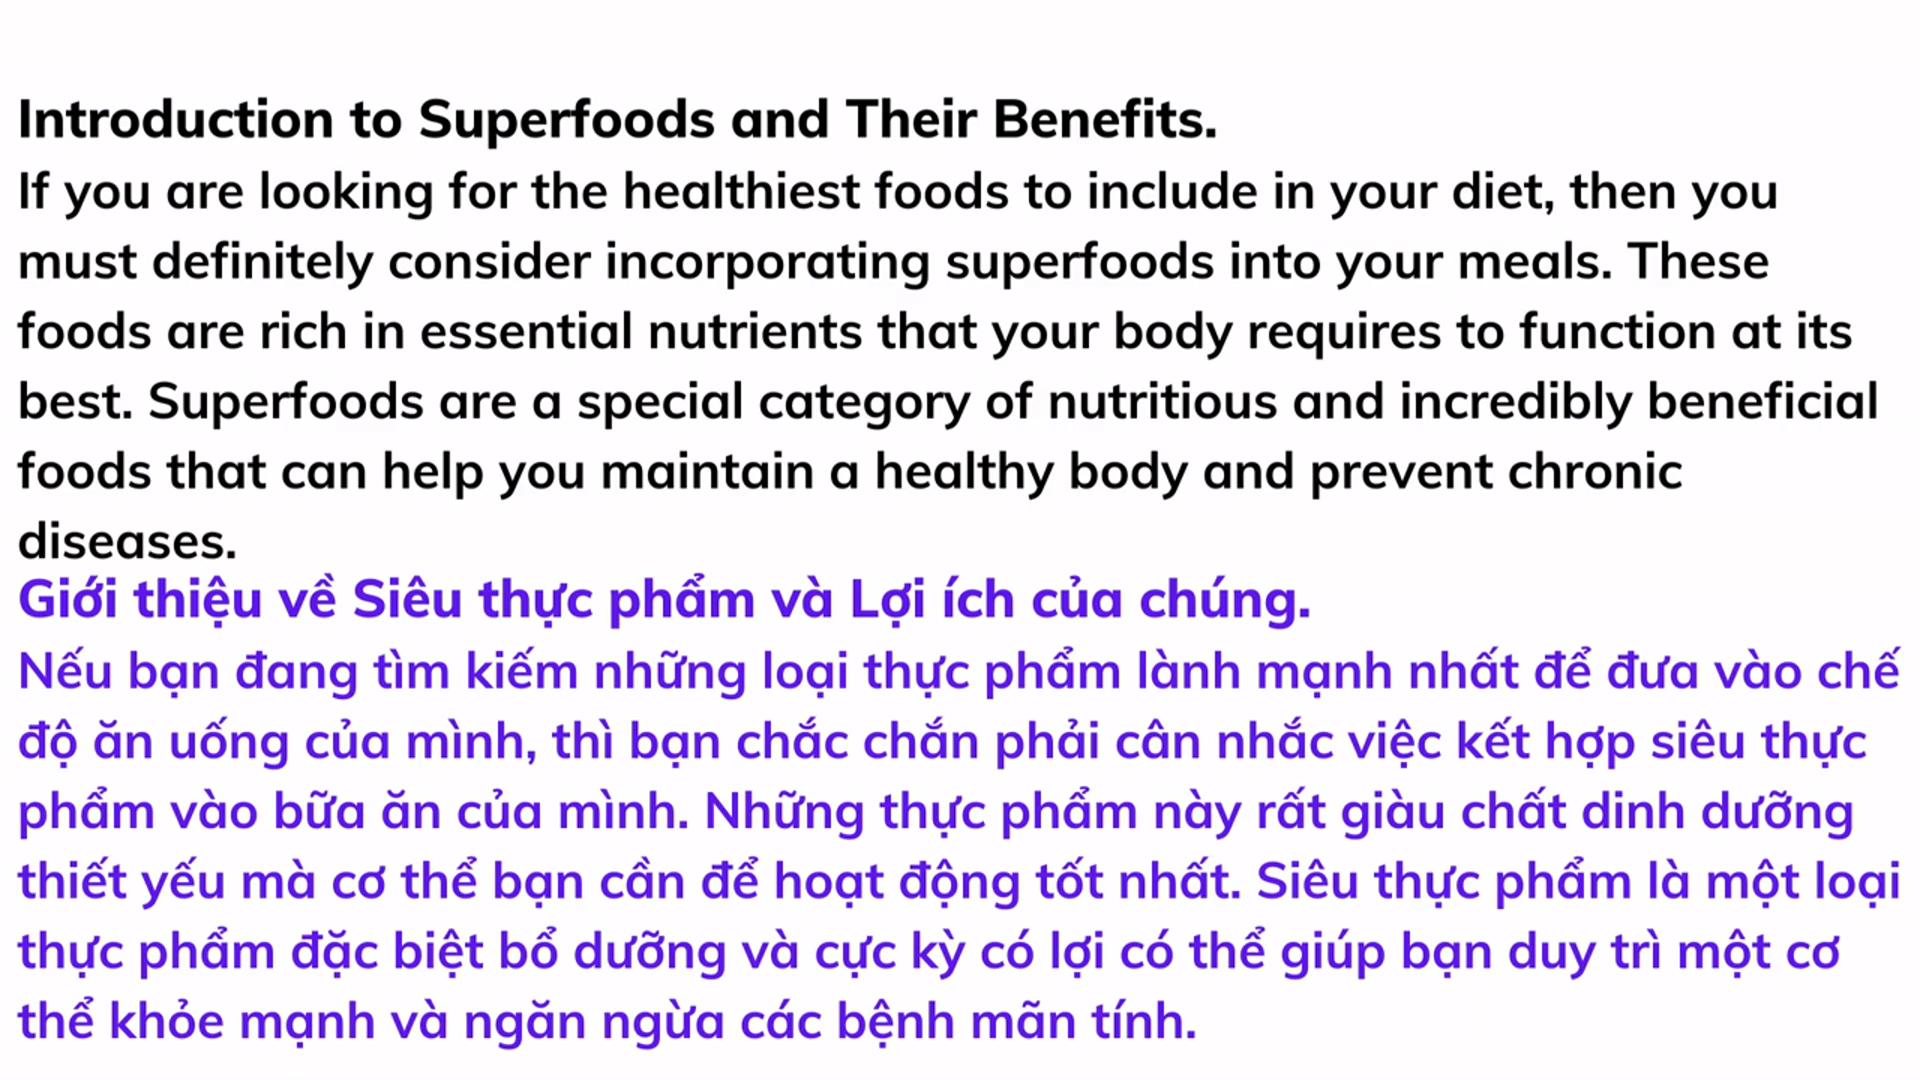 Introduction to Superfoods and Their Benefits.
If you are looking for the healthiest foods to include in your diet, then you
must definitely consider incorporating superfoods into your meals. These
foods are rich in essential nutrients that your body requires to function at its
best. Superfoods are a special category of nutritious and incredibly beneficial
foods that can help you maintain a healthy body and prevent chronic
diseases.
Giới thiệu về Siêu thực phẩm và Lợi ích của chúng.
Nếu bạn đang tìm kiếm những loại thực phẩm lành mạnh nhất để đưa vào chế
độ ăn uống của mình, thì bạn chắc chắn phải cân nhắc việc kết hợp siêu thực
phẩm vào bữa ăn của mình. Những thực phẩm này rất giàu chất dinh dưỡng
thiết yếu mà cơ thể bạn cần để hoạt động tốt nhất. Siêu thực phẩm là một loại
thực phẩm đặc biệt bổ dưỡng và cực kỳ có lợi có thể giúp bạn duy trì một cơ
thể khỏe mạnh và ngăn ngừa các bệnh mãn tính.